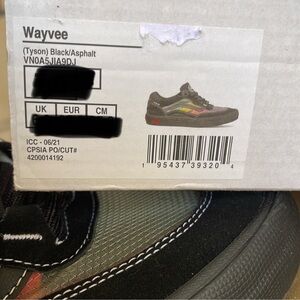 Wayvee
(Tyson) Black/Asphalt
VN0A5JIA9DJ
UK EUR CM
ICC - 06/21
CPSIA PO/CUT#
4200014192
1 95437 39320 4